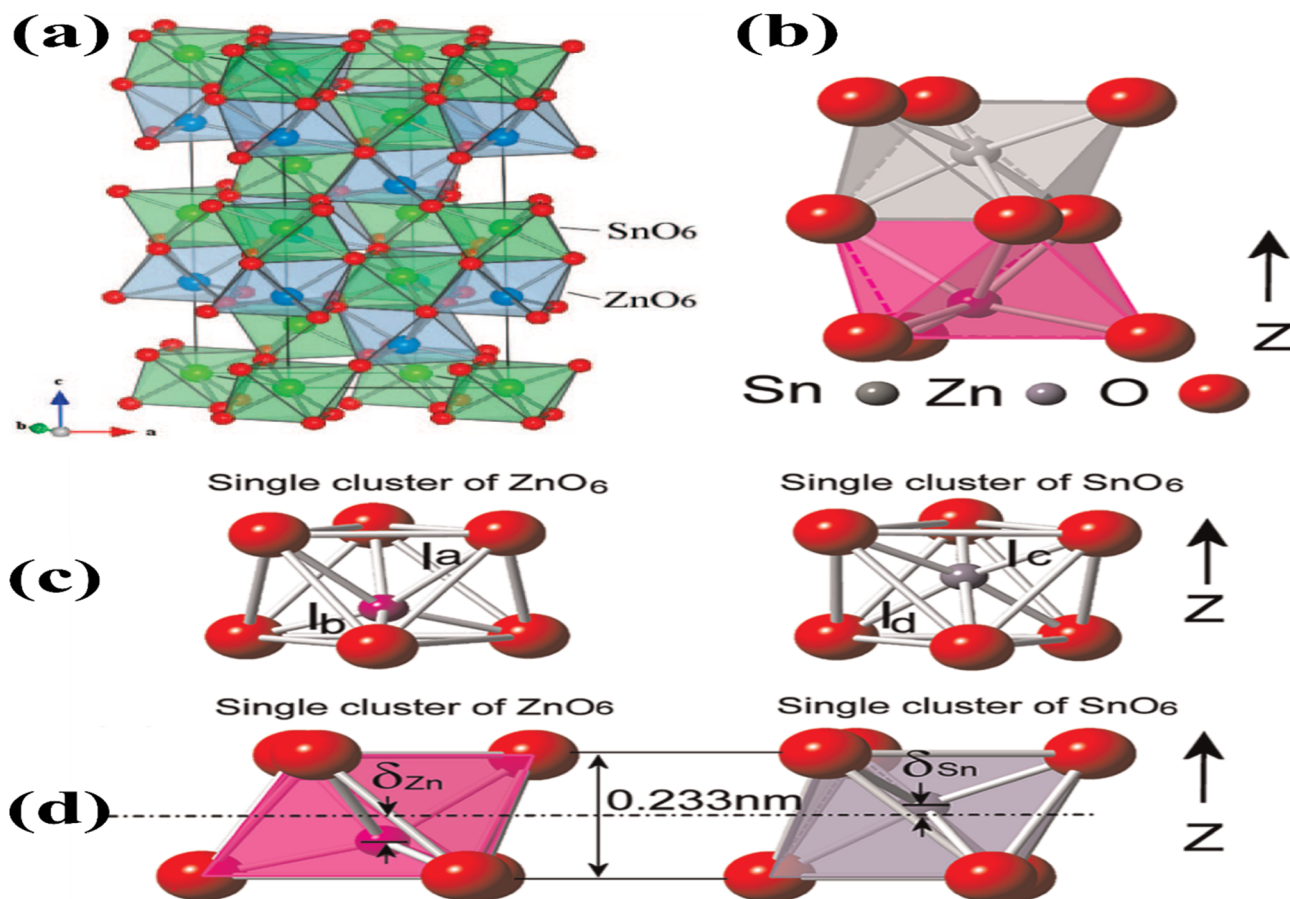 (a)
(b)
SnO6
ZnO6
c
b
a
Z
Sn Zn O
(c)
Single cluster of ZnO6
Single cluster of SnO6
la
lb
lc
ld
Z
(d)
Single cluster of ZnO6
Single cluster of SnO6
δZn
0.233nm
δSn
Z